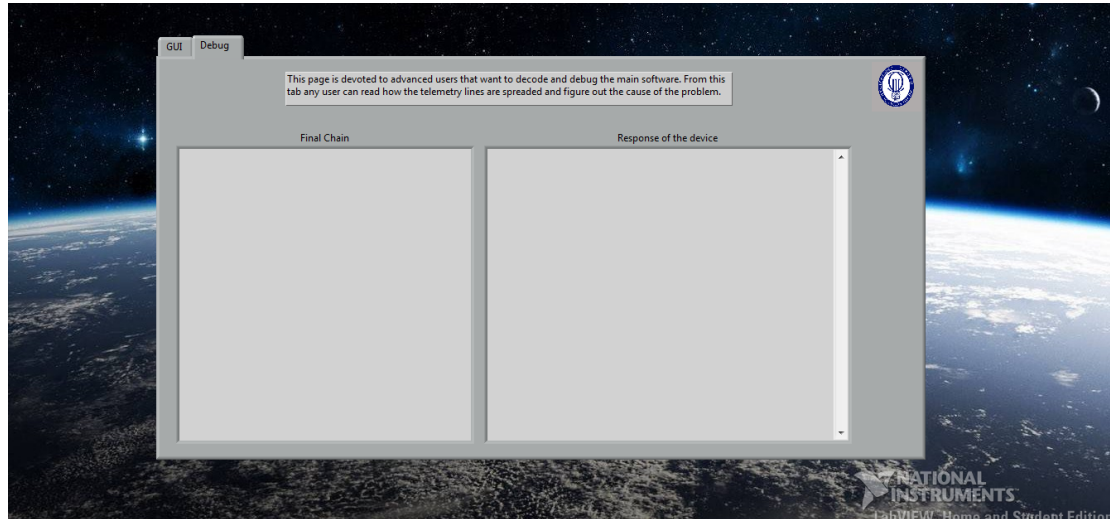 GUI
Debug
This page is devoted to advanced users that want to decode and debug the main software. From this
tab any user can read how the telemetry lines are spreaded and figure out the cause of the problem.
Final Chain
Response of the device
NATIONAL
INSTRUMENTS
LabVIEW Home and Student Edition